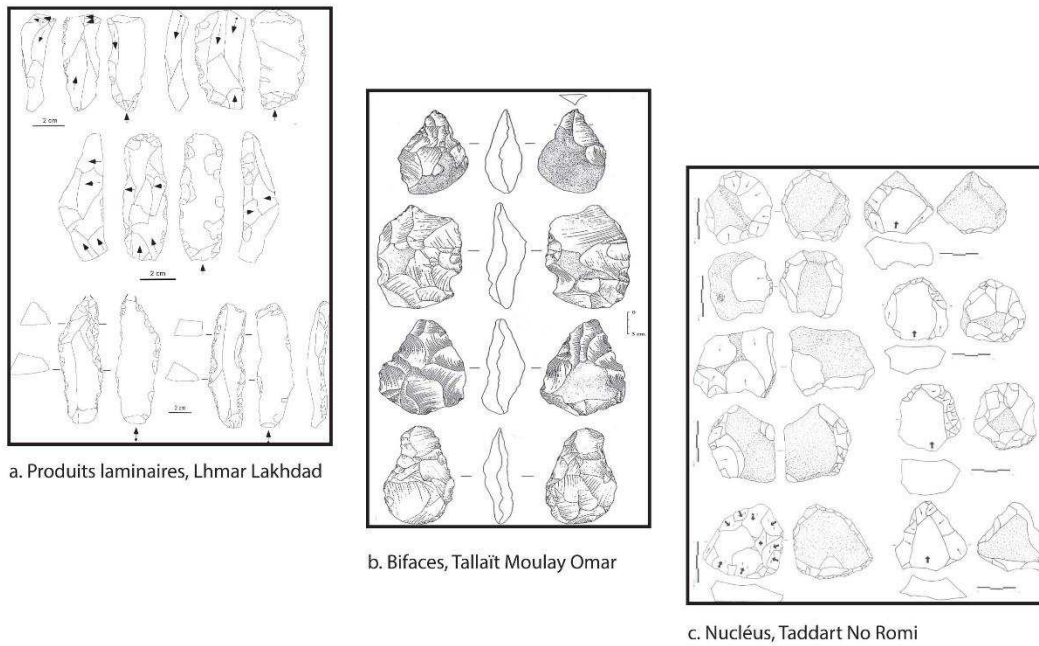 2 cm
2 cm
2 cm
a. Produits laminaires, Lhmar Lakhdad
0
3 cm
b. Bifaces, Tallaït Moulay Omar
c. Nucléus, Taddart No Romi